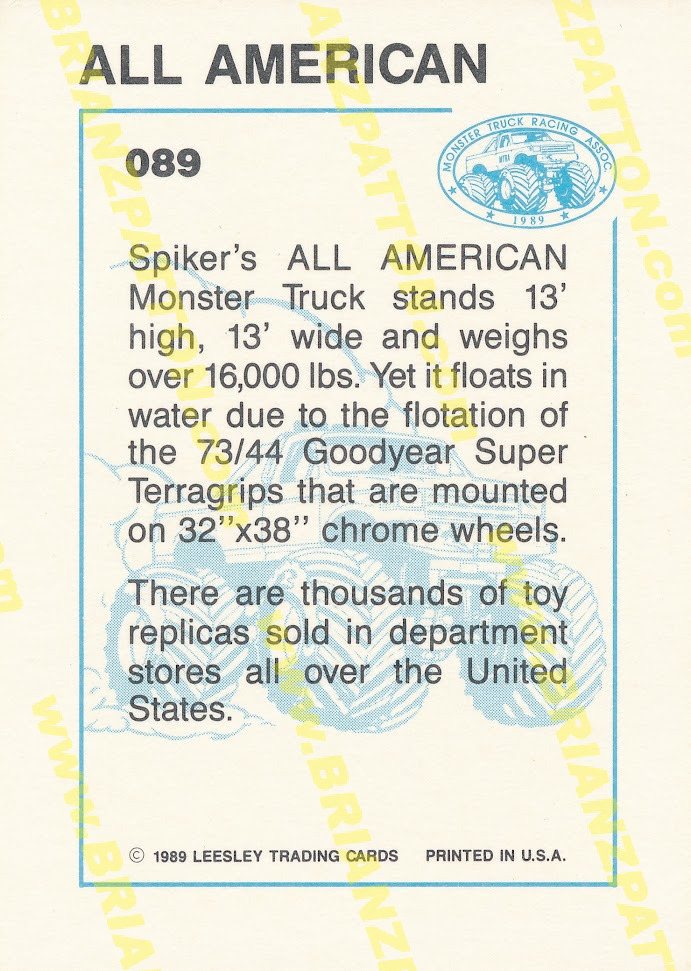 ALL AMERICAN
089
MONSTER TRUCK RACING ASSOC.
MTRA
1989
Spiker's ALL AMERICAN
Monster Truck stands 13'
high, 13' wide and weighs
over 16,000 lbs. Yet it floats in
water due to the flotation of
the 73/44 Goodyear Super
Terragrips that are mounted
on 32"x38" chrome wheels.
There are thousands of toy
replicas sold in department
stores all over the United
States.
© 1989 LEESLEY TRADING CARDS PRINTED IN U.S.A.
www.BRIANZPATTON.com